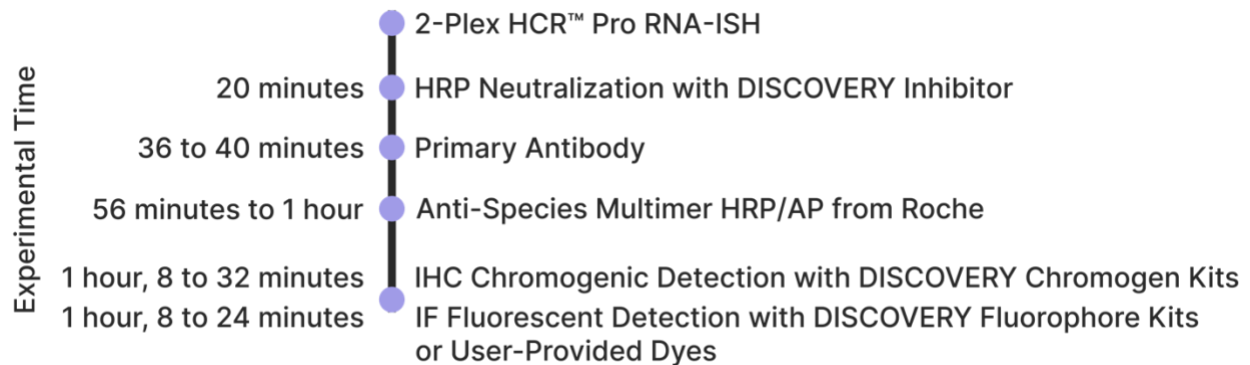 Experimental Time
2-Plex HCR™ Pro RNA-ISH
20 minutes HRP Neutralization with DISCOVERY Inhibitor
36 to 40 minutes Primary Antibody
56 minutes to 1 hour Anti-Species Multimer HRP/AP from Roche
1 hour, 8 to 32 minutes IHC Chromogenic Detection with DISCOVERY Chromogen Kits
1 hour, 8 to 24 minutes IF Fluorescent Detection with DISCOVERY Fluorophore Kits
or User-Provided Dyes